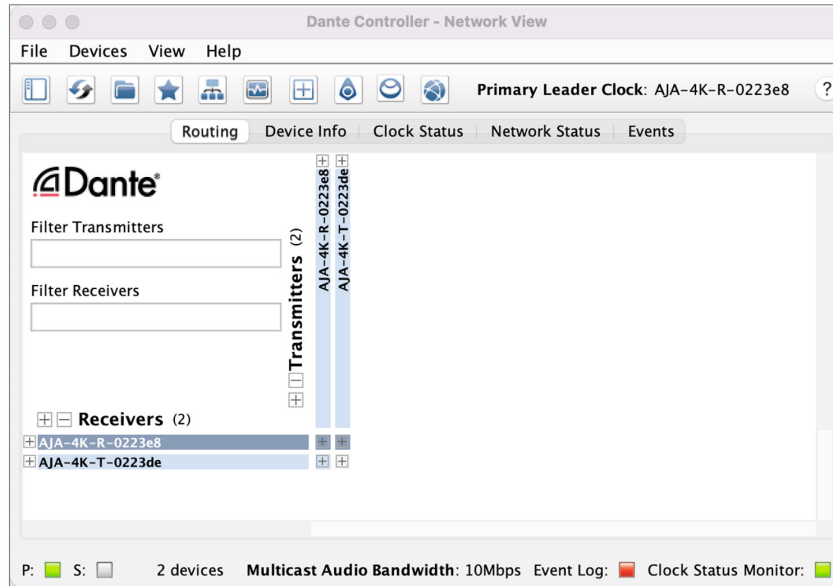 Dante Controller - Network View
File Devices View Help
Primary Leader Clock: AJA-4K-R-0223e8 ?
Routing Device Info Clock Status Network Status Events
Dante®
Filter Transmitters
Filter Receivers
Transmitters (2)
AJA-4K-R-0223e8
AJA-4K-T-0223de
Receivers (2)
AJA-4K-R-0223e8
AJA-4K-T-0223de
P: S: 2 devices Multicast Audio Bandwidth: 10Mbps Event Log: Clock Status Monitor: